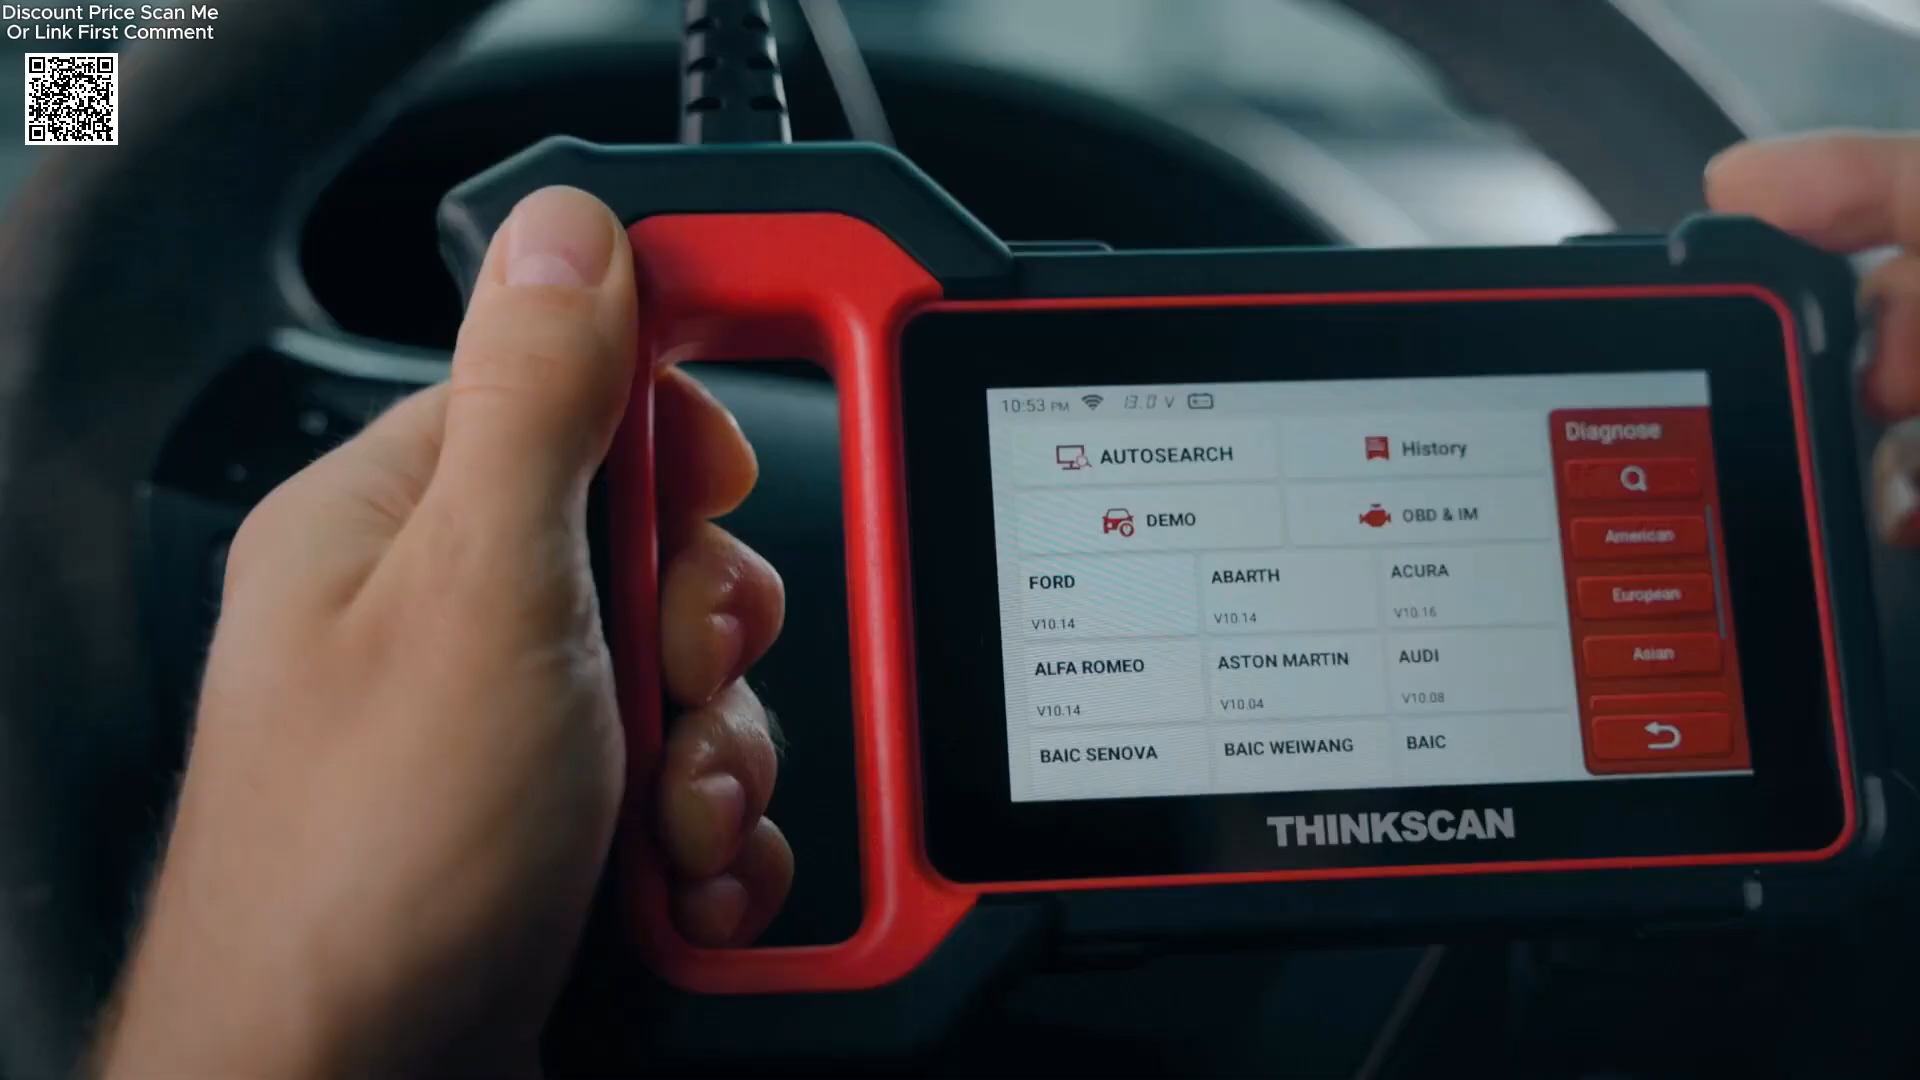 Discount Price Scan Me
Or Link First Comment
10:53 PM 13.0 V
AUTOSEARCH
History
DEMO
OBD & IM
FORD
V10.14
ABARTH
V10.14
ACURA
V10.16
ALFA ROMEO
V10.14
ASTON MARTIN
V10.04
AUDI
V10.08
BAIC SENOVA
BAIC WEIWANG
BAIC
Diagnose
American
European
Asian
THINKSCAN